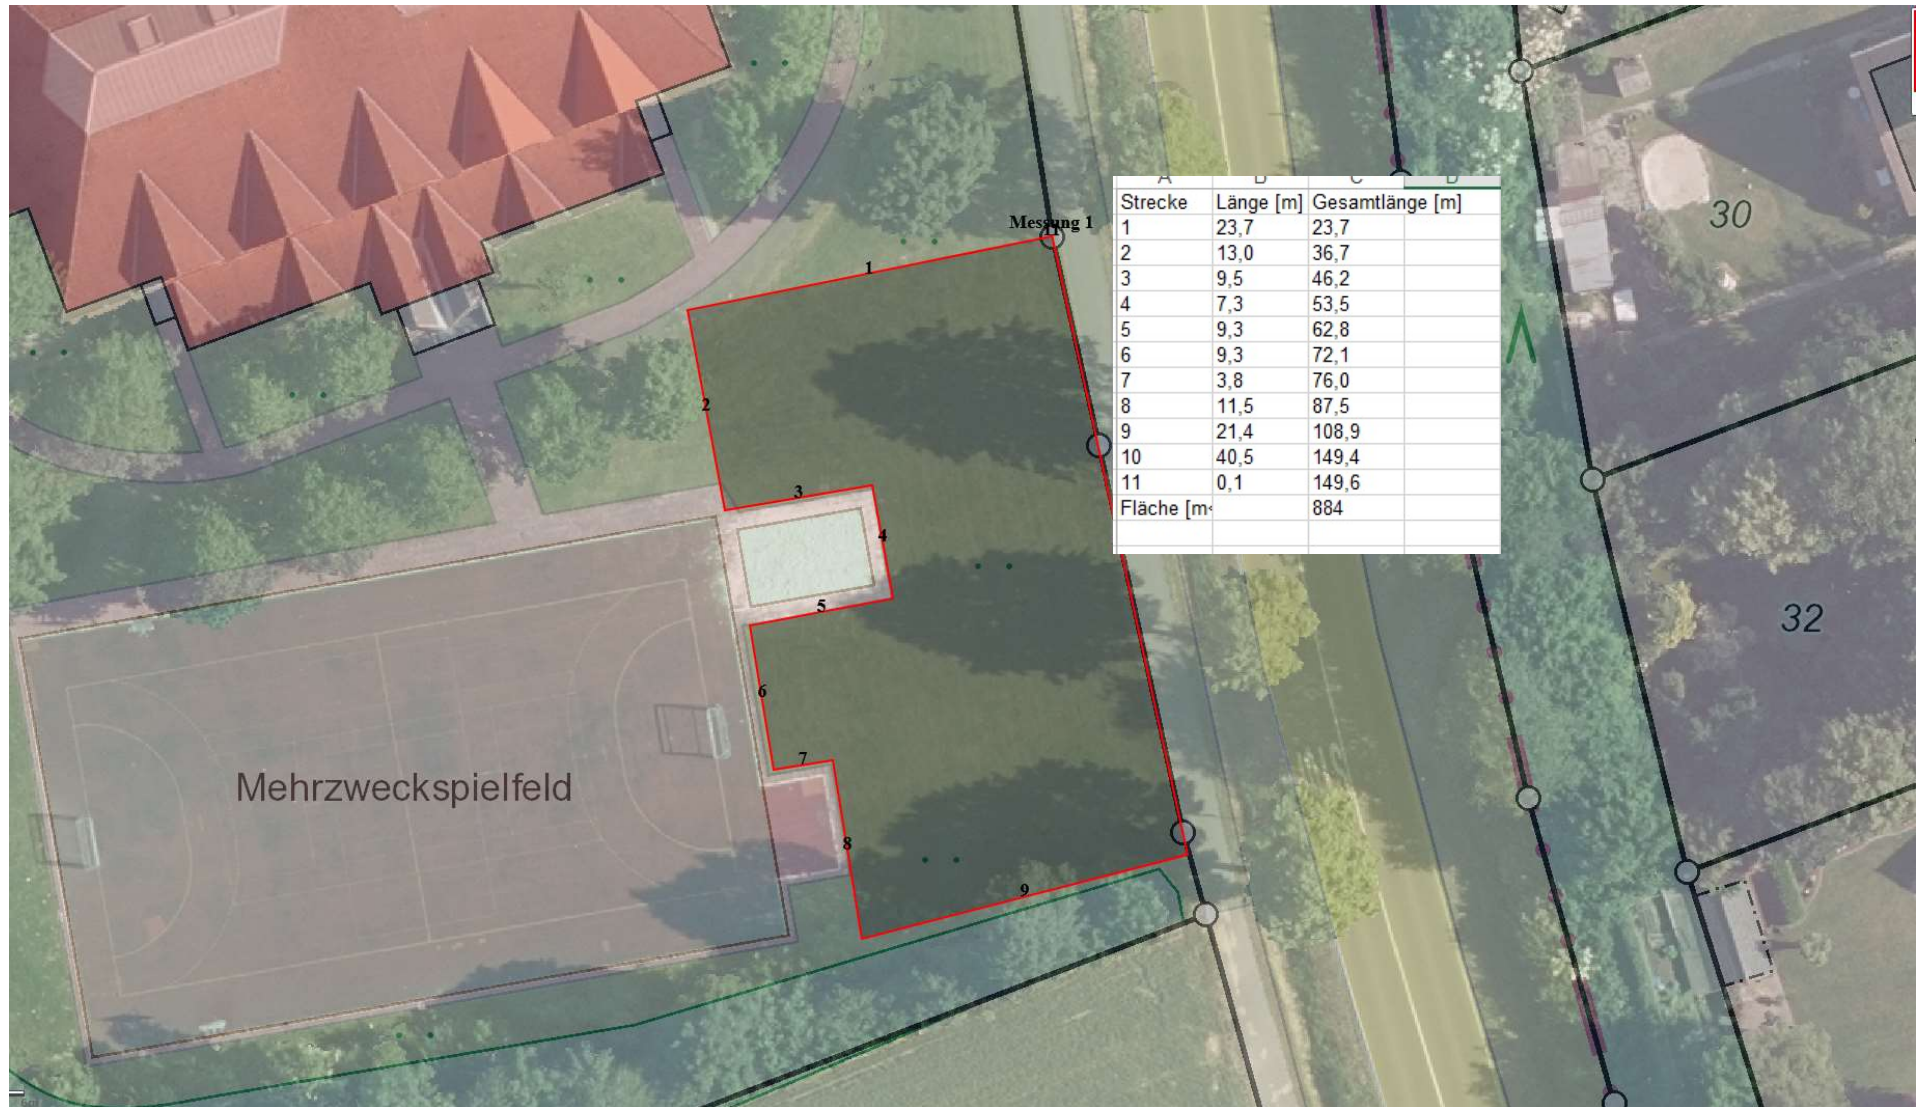 30
Messung 1
11
1
2
3
4
5
6
7
8
9
Mehrzweckspielfeld
32
A B C D
Strecke Länge [m] Gesamtlänge [m]
1 23,7 23,7
2 13,0 36,7
3 9,5 46,2
4 7,3 53,5
5 9,3 62,8
6 9,3 72,1
7 3,8 76,0
8 11,5 87,5
9 21,4 108,9
10 40,5 149,4
11 0,1 149,6
Fläche [m² 884